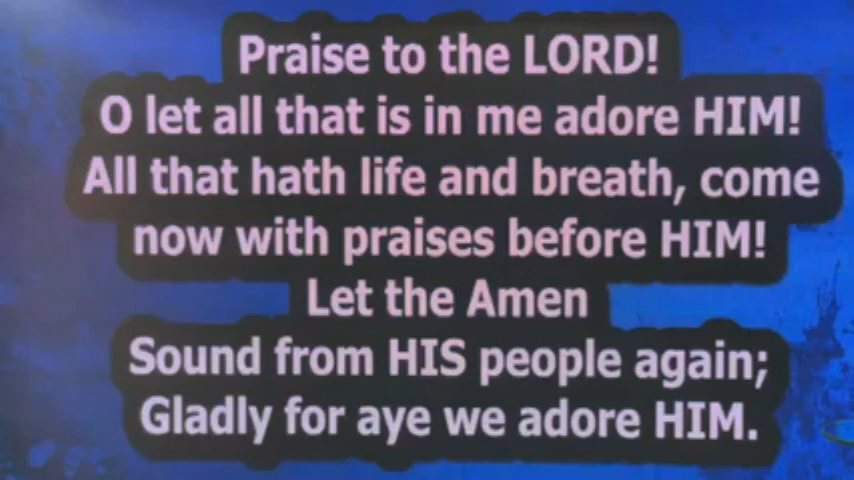 Praise to the LORD!
O let all that is in me adore HIM!
All that hath life and breath, come
now with praises before HIM!
Let the Amen
Sound from HIS people again;
Gladly for aye we adore HIM.